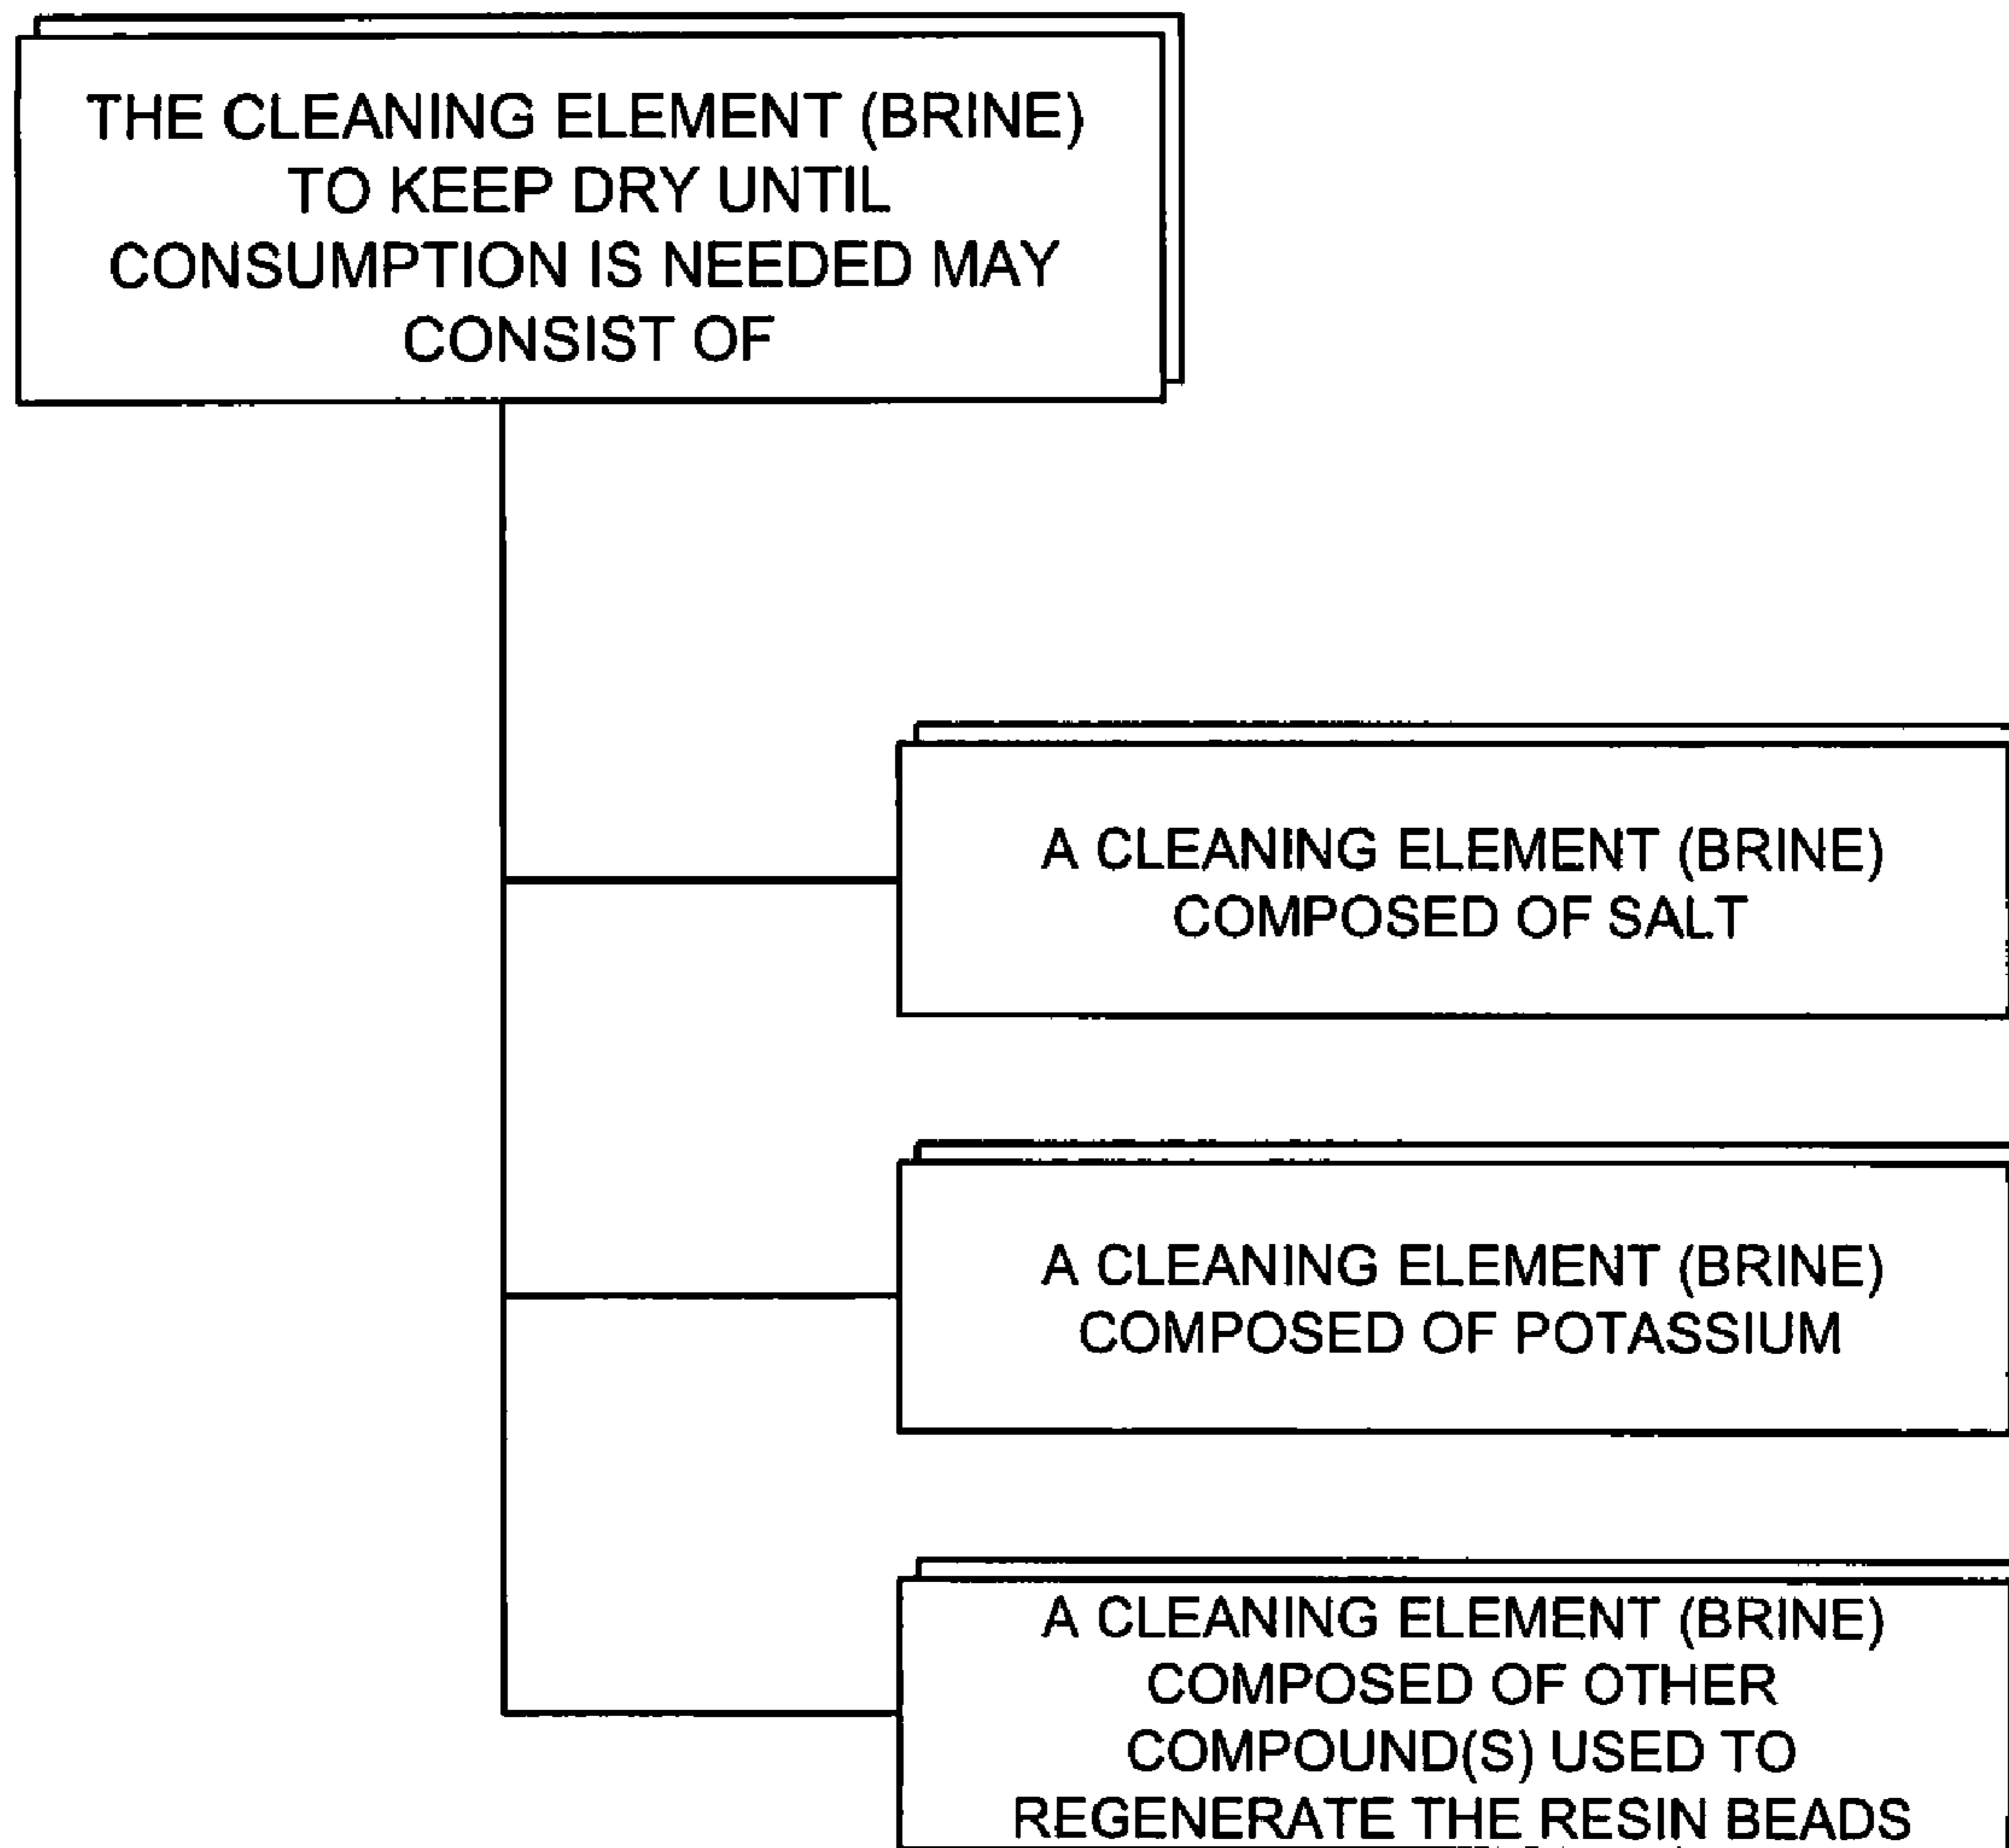 THE CLEANING ELEMENT (BRINE)
TO KEEP DRY UNTIL
CONSUMPTION IS NEEDED MAY
CONSIST OF
A CLEANING ELEMENT (BRINE)
COMPOSED OF SALT
A CLEANING ELEMENT (BRINE)
COMPOSED OF POTASSIUM
A CLEANING ELEMENT (BRINE)
COMPOSED OF OTHER
COMPOUND(S) USED TO
REGENERATE THE RESIN BEADS